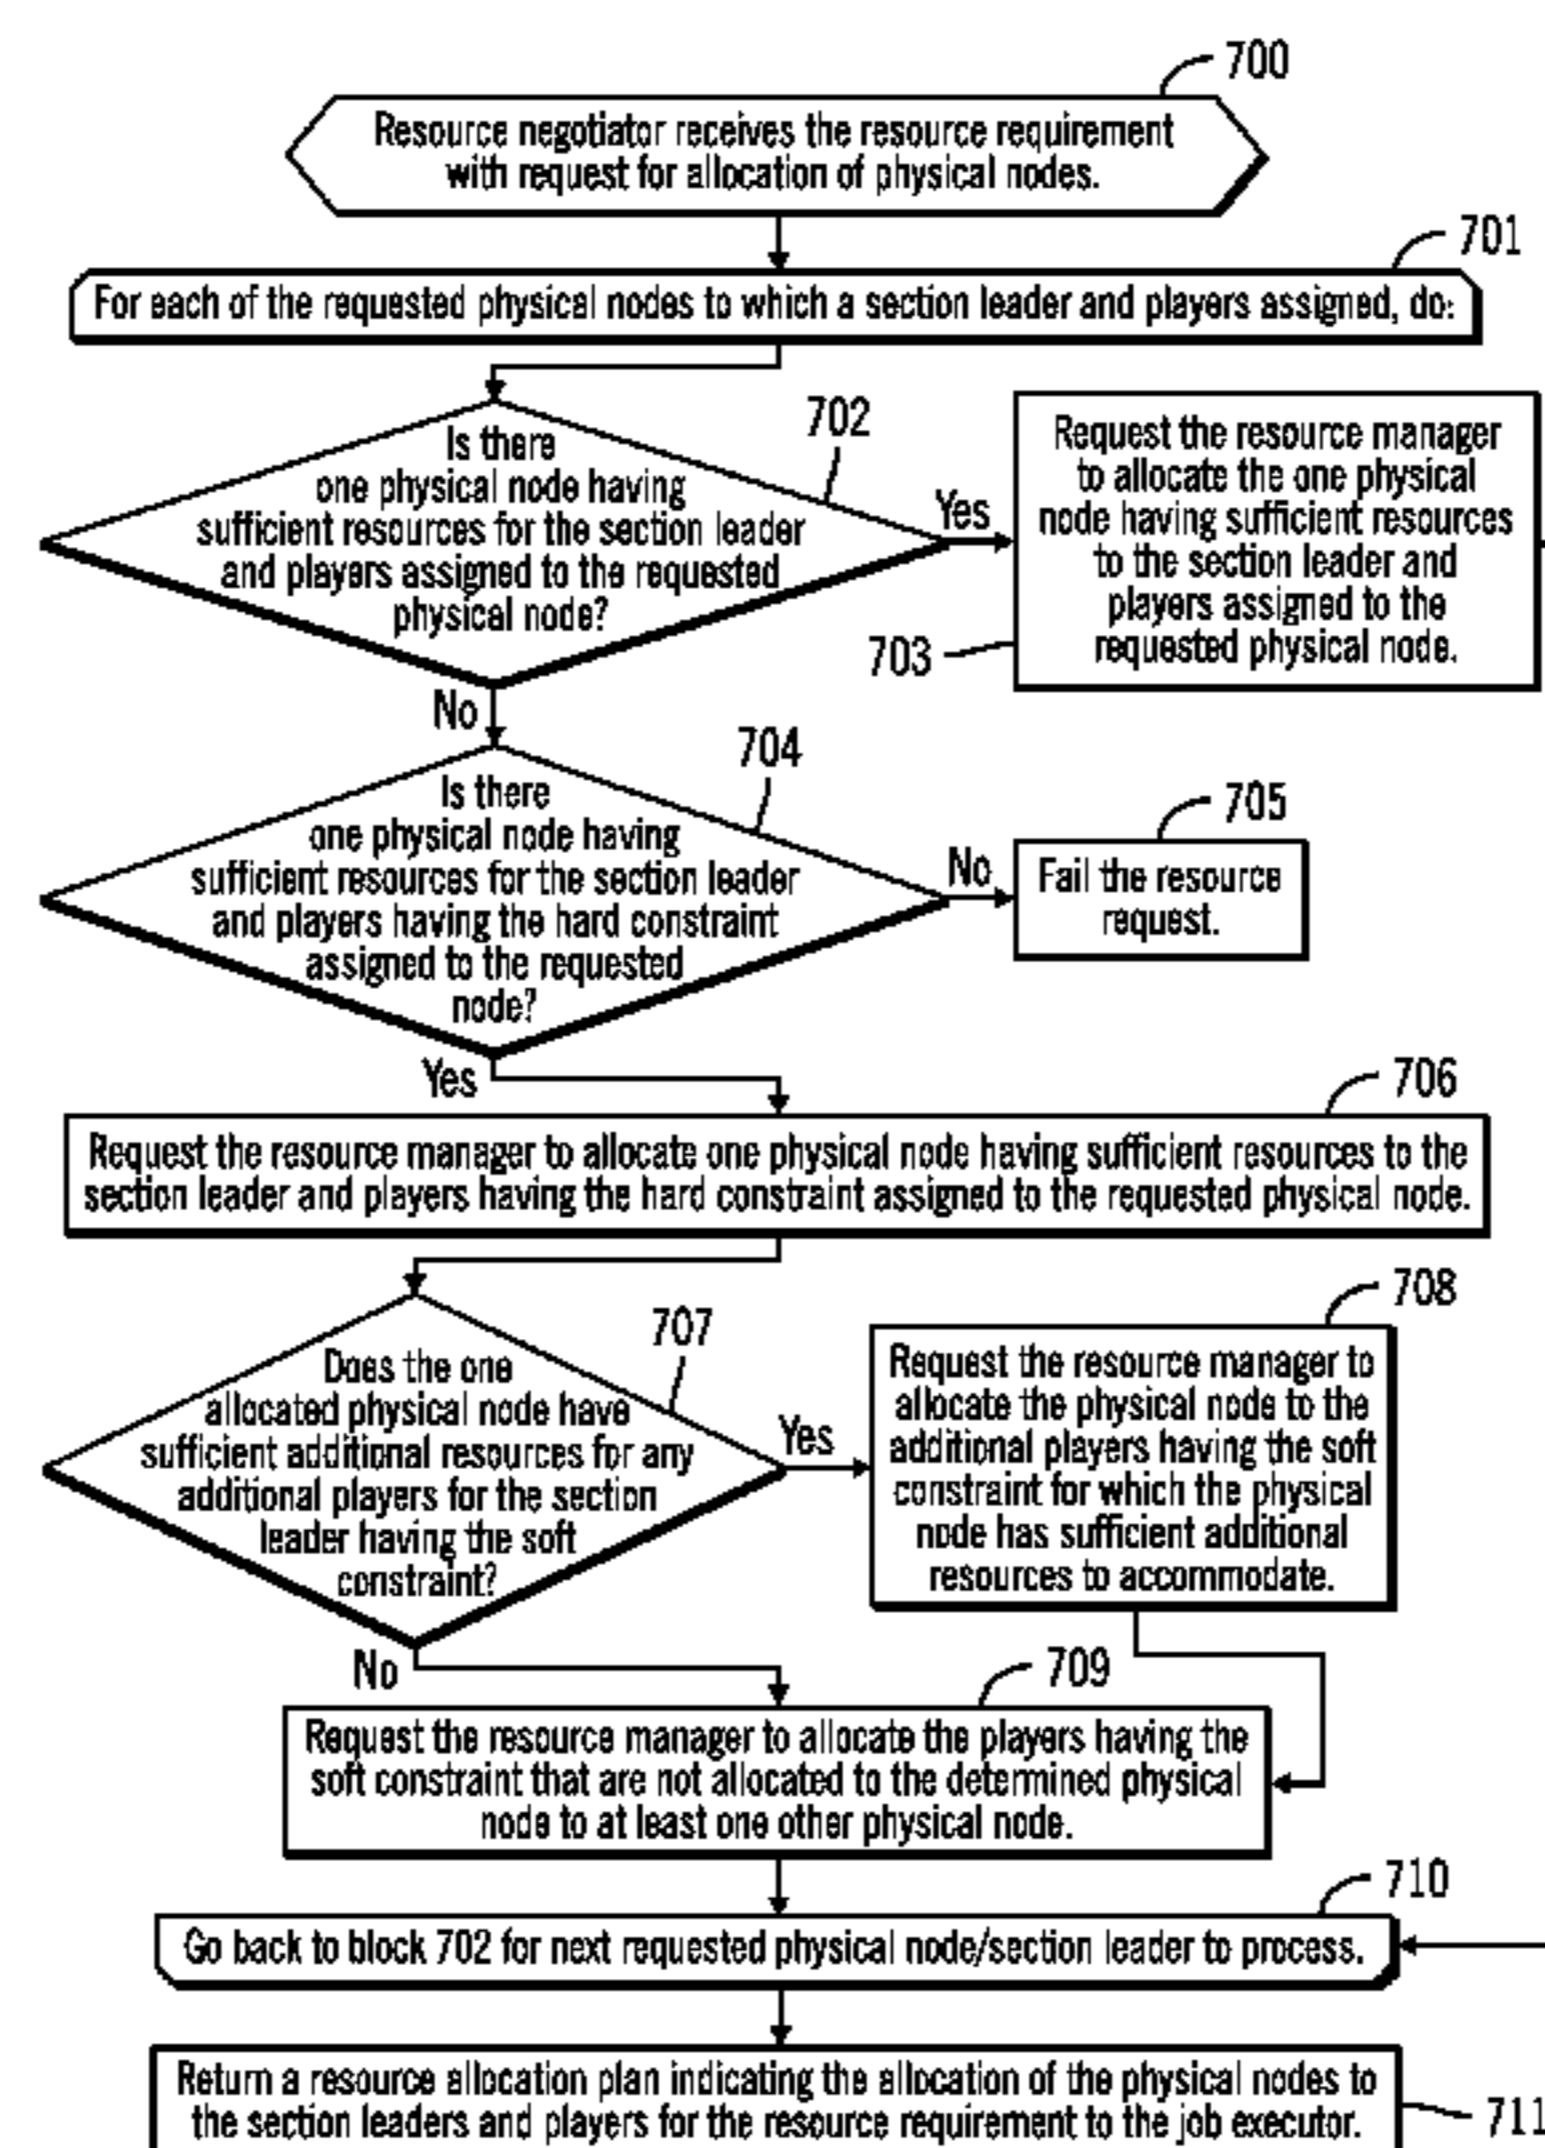 700
Resource negotiator receives the resource requirement
with request for allocation of physical nodes.
701
For each of the requested physical nodes to which a section leader and players assigned, do:
702
Is there
one physical node having
sufficient resources for the section leader
and players assigned to the requested
physical node?
Yes
703
Request the resource manager
to allocate the one physical
node having sufficient resources
to the section leader and
players assigned to the
requested physical node.
No
704
Is there
one physical node having
sufficient resources for the section leader
and players having the hard constraint
assigned to the requested
node?
No
705
Fail the resource
request.
Yes
706
Request the resource manager to allocate one physical node having sufficient resources to the
section leader and players having the hard constraint assigned to the requested physical node.
707
Does the one
allocated physical node have
sufficient additional resources for any
additional players for the section
leader having the soft
constraint?
Yes
708
Request the resource manager to
allocate the physical node to the
additional players having the soft
constraint for which the physical
node has sufficient additional
resources to accommodate.
No
709
Request the resource manager to allocate the players having the
soft constraint that are not allocated to the determined physical
node to at least one other physical node.
710
Go back to block 702 for next requested physical node/section leader to process.
Return a resource allocation plan indicating the allocation of the physical nodes to
the section leaders and players for the resource requirement to the job executor.
711